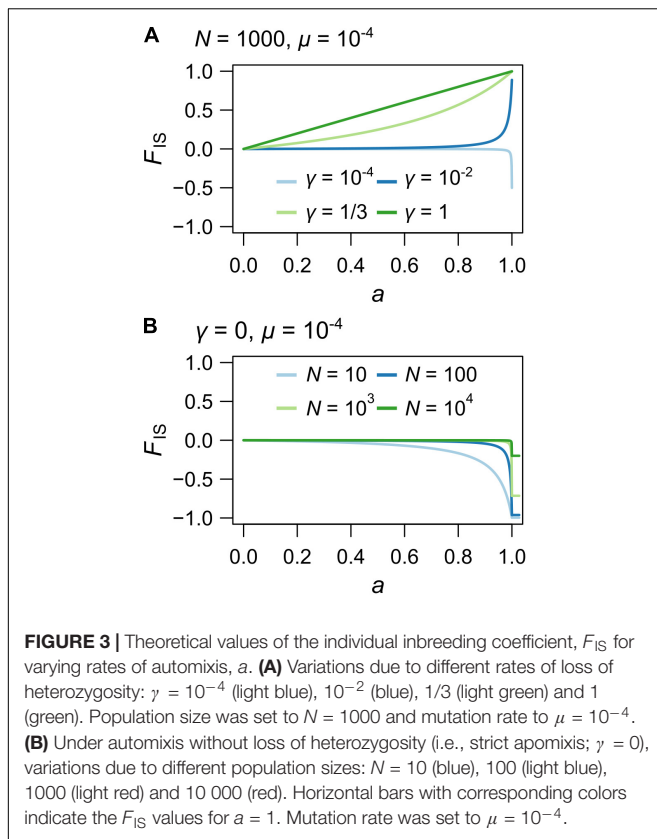 A N = 1000, μ = 10⁻⁴
1.0
0.5
0.0
−0.5
−1.0
F_IS
γ = 10⁻⁴ γ = 10⁻²
γ = 1/3 γ = 1
0.0 0.2 0.4 0.6 0.8 1.0
a
B γ = 0, μ = 10⁻⁴
1.0
0.5
0.0
−0.5
−1.0
F_IS
N = 10 N = 100
N = 10³ N = 10⁴
0.0 0.2 0.4 0.6 0.8 1.0
a
FIGURE 3 | Theoretical values of the individual inbreeding coefficient, F_IS for
varying rates of automixis, a. (A) Variations due to different rates of loss of
heterozygosity: γ = 10⁻⁴ (light blue), 10⁻² (blue), 1/3 (light green) and 1
(green). Population size was set to N = 1000 and mutation rate to μ = 10⁻⁴.
(B) Under automixis without loss of heterozygosity (i.e., strict apomixis; γ = 0),
variations due to different population sizes: N = 10 (blue), 100 (light blue),
1000 (light red) and 10 000 (red). Horizontal bars with corresponding colors
indicate the F_IS values for a = 1. Mutation rate was set to μ = 10⁻⁴.